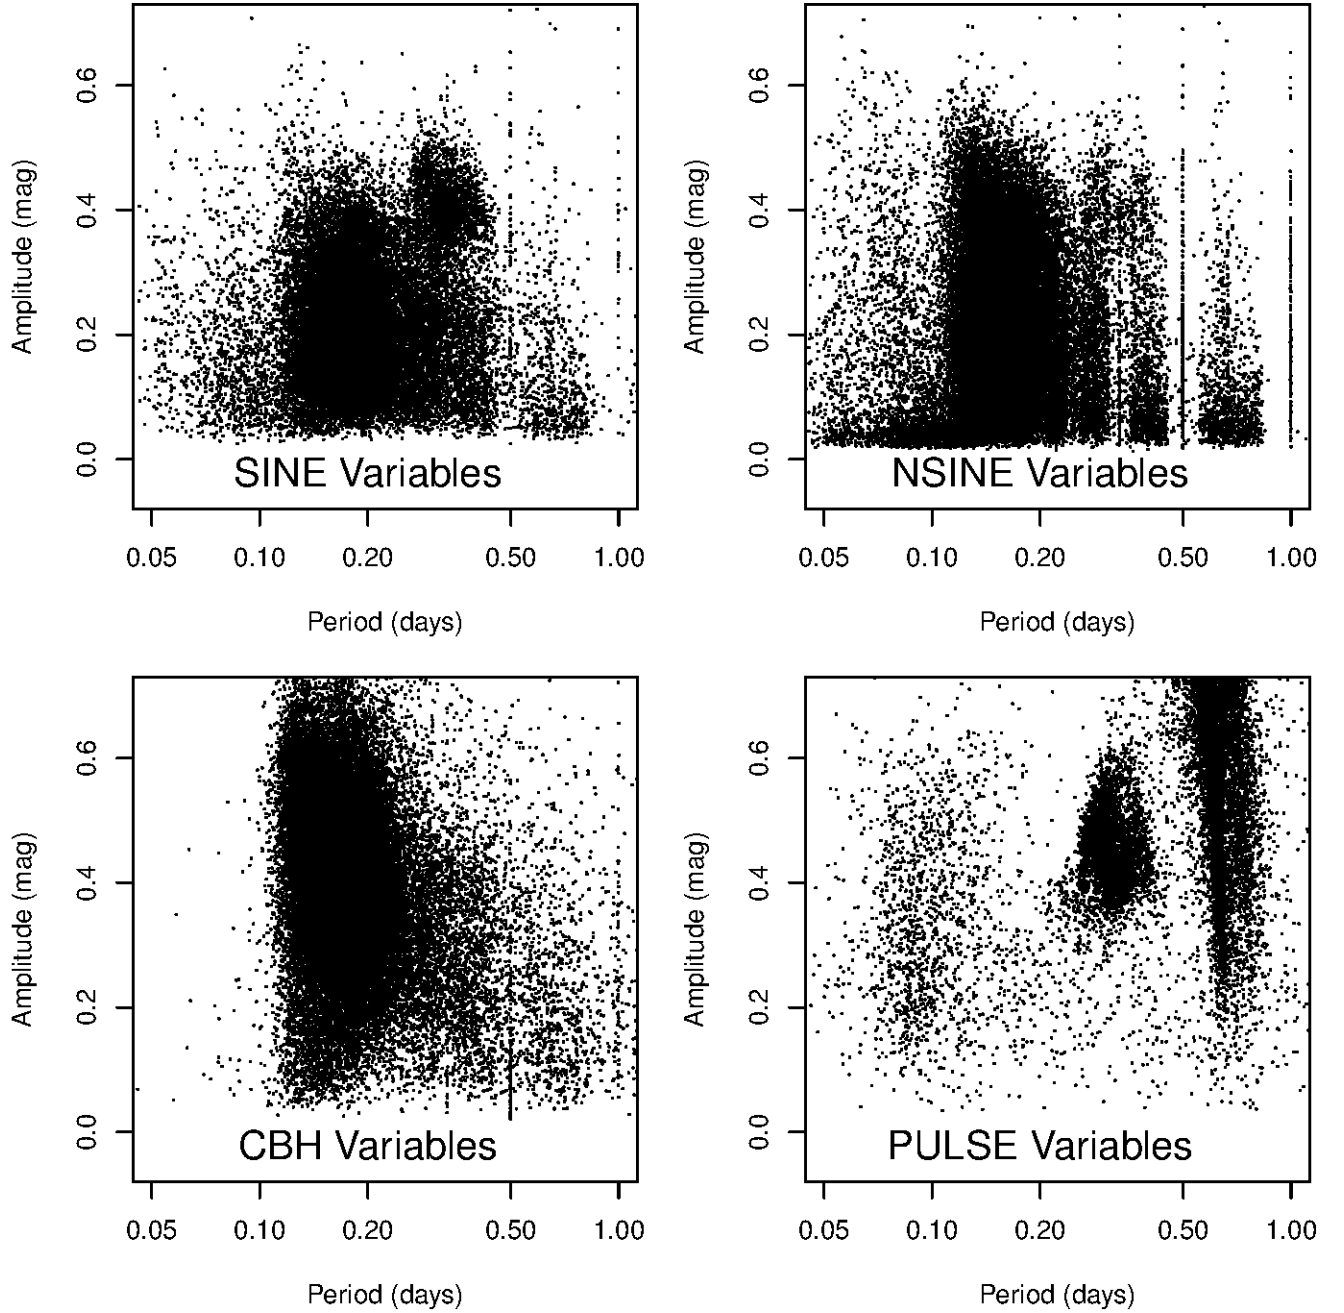 Amplitude (mag)
0.6
0.4
0.2
0.0
SINE Variables
0.05 0.10 0.20 0.50 1.00
Period (days)
Amplitude (mag)
0.6
0.4
0.2
0.0
NSINE Variables
0.05 0.10 0.20 0.50 1.00
Period (days)
Amplitude (mag)
0.6
0.4
0.2
0.0
CBH Variables
0.05 0.10 0.20 0.50 1.00
Period (days)
Amplitude (mag)
0.6
0.4
0.2
0.0
PULSE Variables
0.05 0.10 0.20 0.50 1.00
Period (days)